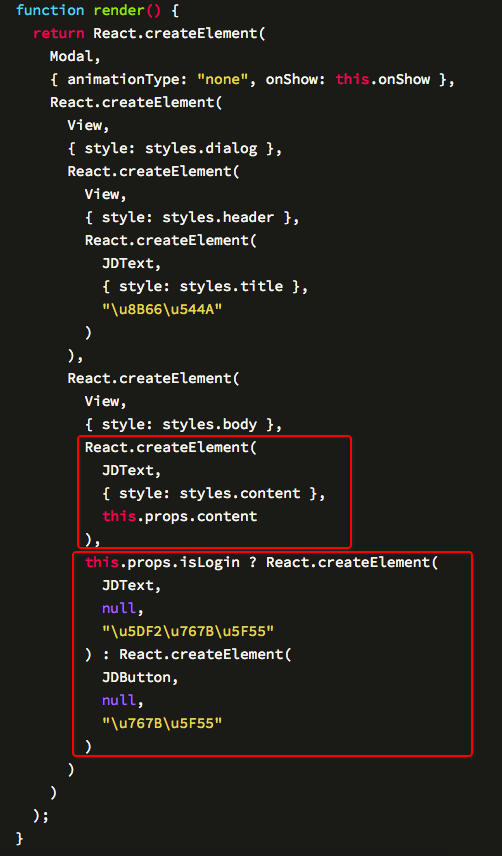 function render() {
  return React.createElement(
    Modal,
    { animationType: "none", onShow: this.onShow },
    React.createElement(
      View,
      { style: styles.dialog },
      React.createElement(
        View,
        { style: styles.header },
        React.createElement(
          JDText,
          { style: styles.title },
          "\u8B66\u544A"
        )
      ),
      React.createElement(
        View,
        { style: styles.body },
        React.createElement(
          JDText,
          { style: styles.content },
          this.props.content
        ),
        this.props.isLogin ? React.createElement(
          JDText,
          null,
          "\u5DF2\u767B\u5F55"
        ) : React.createElement(
          JDButton,
          null,
          "\u767B\u5F55"
        )
      )
    )
  );
}